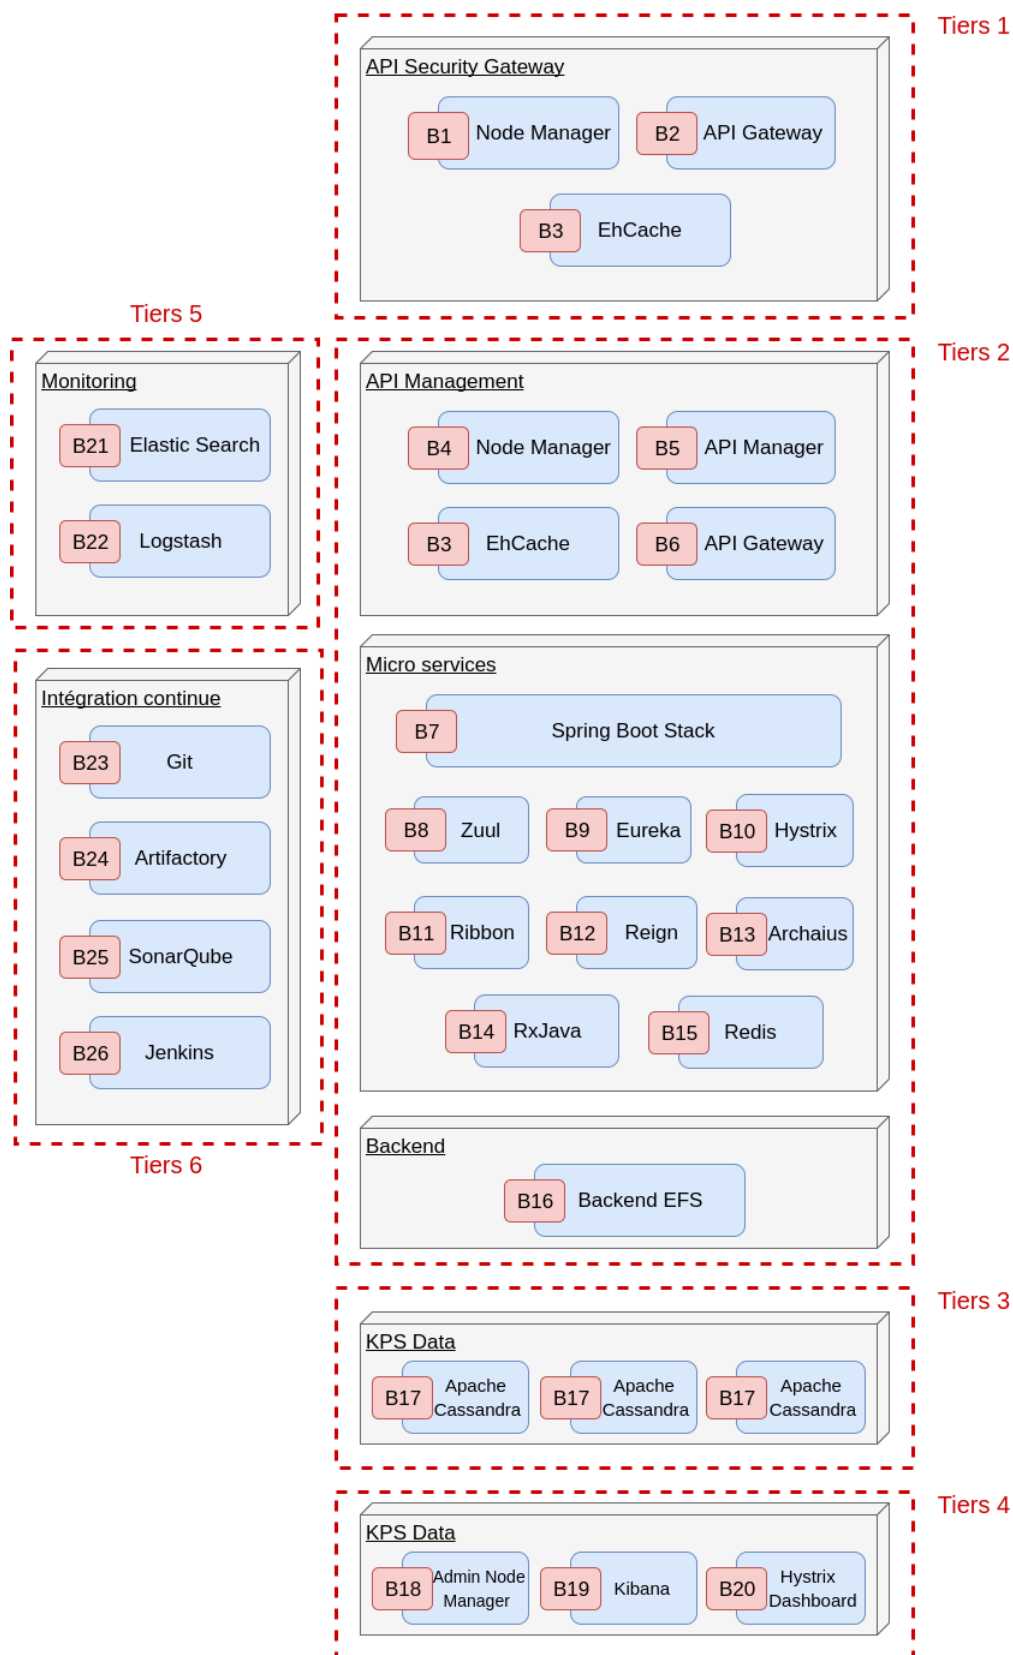 Tiers 1
API Security Gateway
B1
Node Manager
B2
API Gateway
B3
EhCache
Tiers 5
Monitoring
B21
Elastic Search
B22
Logstash
Tiers 2
API Management
B4
Node Manager
B5
API Manager
B3
EhCache
B6
API Gateway
Micro services
B7
Spring Boot Stack
B8
Zuul
B9
Eureka
B10
Hystrix
B11
Ribbon
B12
Reign
B13
Archaius
B14
RxJava
B15
Redis
Intégration continue
B23
Git
B24
Artifactory
B25
SonarQube
B26
Jenkins
Tiers 6
Backend
B16
Backend EFS
Tiers 3
KPS Data
B17
Apache
Cassandra
B17
Apache
Cassandra
B17
Apache
Cassandra
Tiers 4
KPS Data
B18
Admin Node
Manager
B19
Kibana
B20
Hystrix
Dashboard